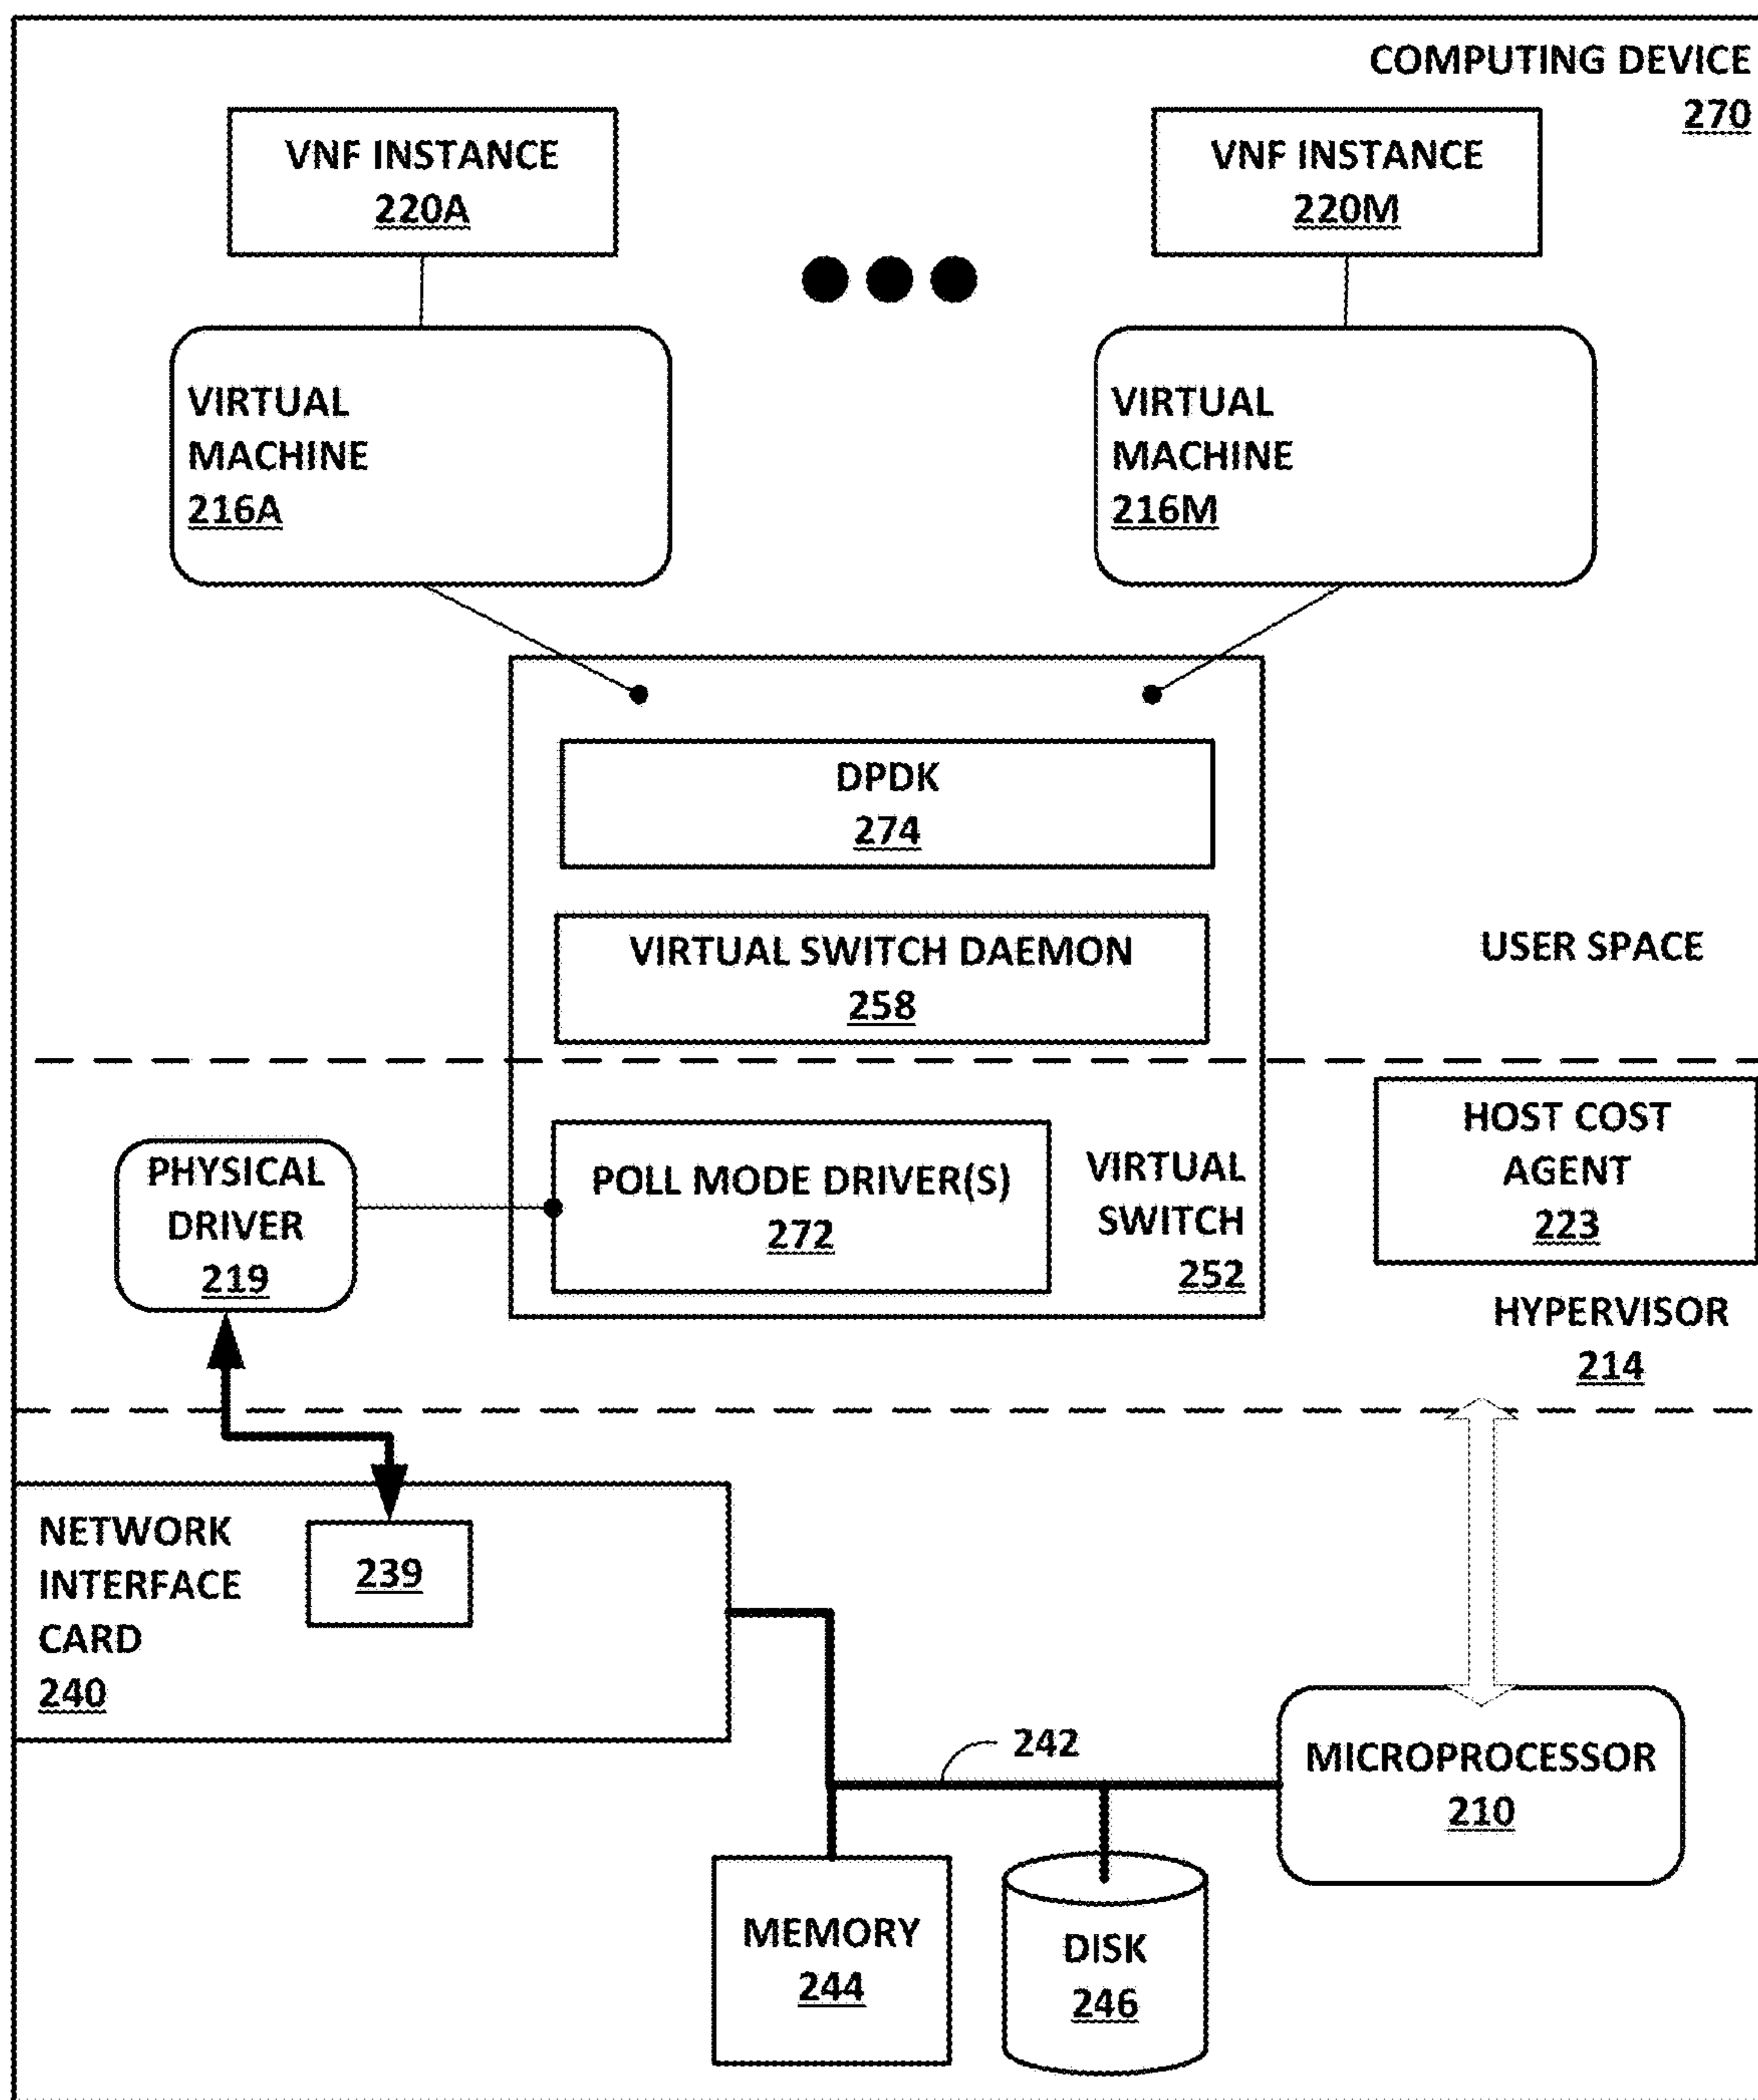 COMPUTING DEVICE
270
VNF INSTANCE
220A
VNF INSTANCE
220M
VIRTUAL
MACHINE
216A
VIRTUAL
MACHINE
216M
DPDK
274
VIRTUAL SWITCH DAEMON
258
USER SPACE
HOST COST
AGENT
223
PHYSICAL
DRIVER
219
POLL MODE DRIVER(S)
272
VIRTUAL
SWITCH
252
HYPERVISOR
214
NETWORK
INTERFACE
CARD
240
239
242
MICROPROCESSOR
210
MEMORY
244
DISK
246